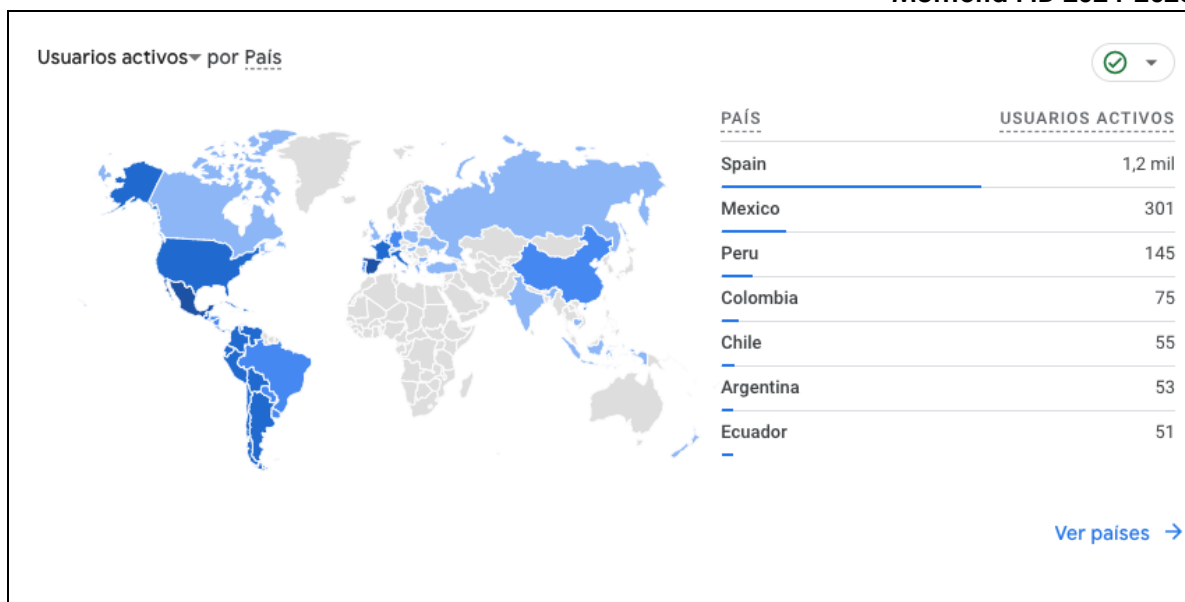 Usuarios activos por País
PAÍS USUARIOS ACTIVOS
Spain 1,2 mil
Mexico 301
Peru 145
Colombia 75
Chile 55
Argentina 53
Ecuador 51
Ver países